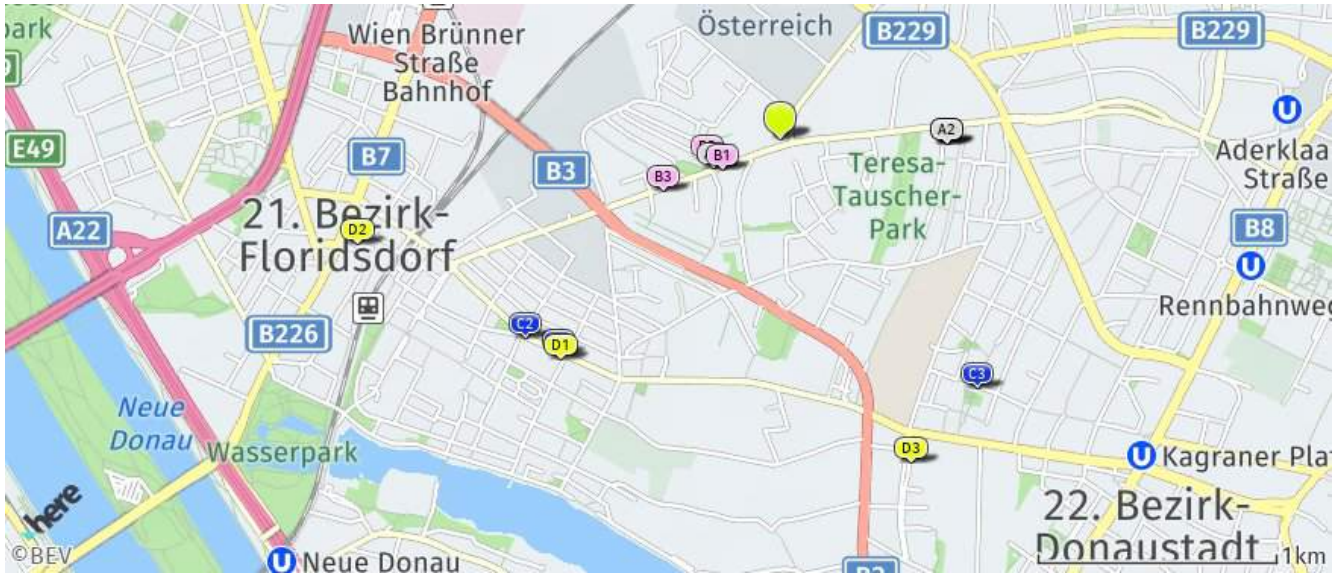 park
Wien Brünner
Straße
Bahnhof
Österreich
B229
B229
E49
B7
B3
B1
B3
A2
Aderklaa
Straße
Teresa-
Tauscher-
Park
A22
21. Bezirk-
Floridsdorf
D2
B8
U
U
Rennbahnweg
B226
C2
D1
C3
Neue
Donau
Wasserpark
D3
U
Kagraner Plat
here
22. Bezirk-
Donaustadt
1km
©BEV
U
Neue Donau